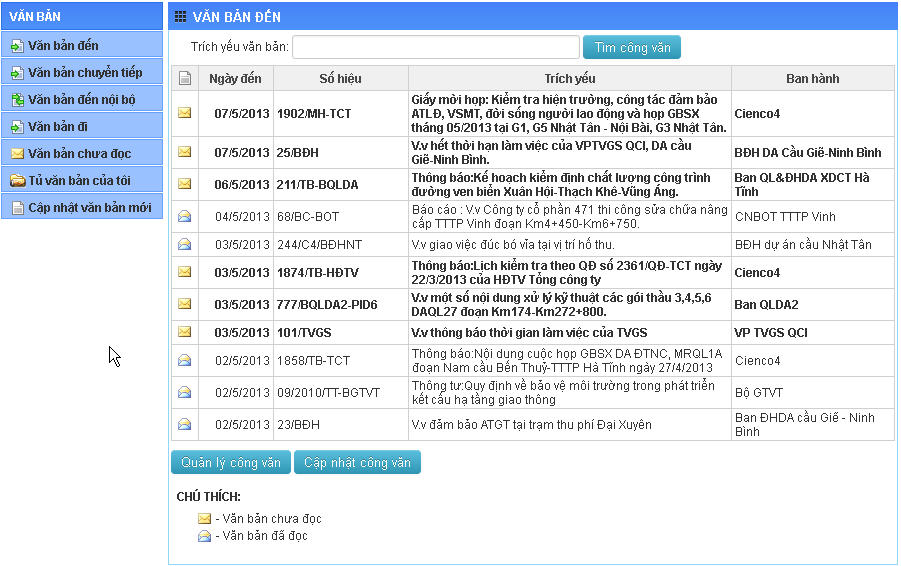 VĂN BẢN
Văn bản đến
Văn bản chuyển tiếp
Văn bản đến nội bộ
Văn bản đi
Văn bản chưa đọc
Tủ văn bản của tôi
Cập nhật văn bản mới
VĂN BẢN ĐẾN
Trích yếu văn bản: Tìm công văn
Ngày đến Số hiệu Trích yếu Ban hành
07/5/2013 1902/MH-TCT Giấy mời họp: Kiểm tra hiện trường, công tác đảm bảo
ATLĐ, VSMT, đời sống người lao động và họp GBSX
tháng 05/2013 tại G1, G5 Nhật Tân - Nội Bài, G3 Nhật Tân. Cienco4
07/5/2013 25/BĐH V.v hết thời hạn làm việc của VPTVGS QCI, DA cầu
Giẽ-Ninh Bình. BĐH DA Cầu Giẽ-Ninh Bình
06/5/2013 211/TB-BQLDA Thông báo:Kế hoạch kiểm định chất lượng công trình
đường ven biển Xuân Hội-Thạch Khê-Vũng Áng. Ban QL&ĐHDA XDCT Hà
Tĩnh
04/5/2013 68/BC-BOT Báo cáo : V.v Công ty cổ phần 471 thi công sửa chữa nâng
cấp TTTP Vinh đoạn Km4+450-Km6+750. CNBOT TTTP Vinh
03/5/2013 244/C4/BĐHNT V.v giao việc đúc bó vỉa tại vị trí hố thu. BĐH dự án cầu Nhật Tân
03/5/2013 1874/TB-HĐTV Thông báo:Lịch kiểm tra theo QĐ số 2361/QĐ-TCT ngày
22/3/2013 của HĐTV Tổng công ty Cienco4
03/5/2013 777/BQLDA2-PID6 V.v một số nội dung xử lý kỹ thuật các gói thầu 3,4,5,6
DAQL27 đoạn Km174-Km272+800. Ban QLDA2
03/5/2013 101/TVGS V.v thông báo thời gian làm việc của TVGS VP TVGS QCI
02/5/2013 1858/TB-TCT Thông báo:Nội dung cuộc họp GBSX DA ĐTNC, MRQL1A
đoạn Nam cầu Bến Thuỷ-TTTP Hà Tĩnh ngày 27/4/2013 Cienco4
02/5/2013 09/2010/TT-BGTVT Thông tư:Quy định về bảo vệ môi trường trong phát triển
kết cấu hạ tầng giao thông Bộ GTVT
02/5/2013 23/BĐH V.v đảm bảo ATGT tại trạm thu phí Đại Xuyên Ban ĐHDA cầu Giẽ - Ninh
Bình
Quản lý công văn Cập nhật công văn
CHÚ THÍCH:
- Văn bản chưa đọc
- Văn bản đã đọc